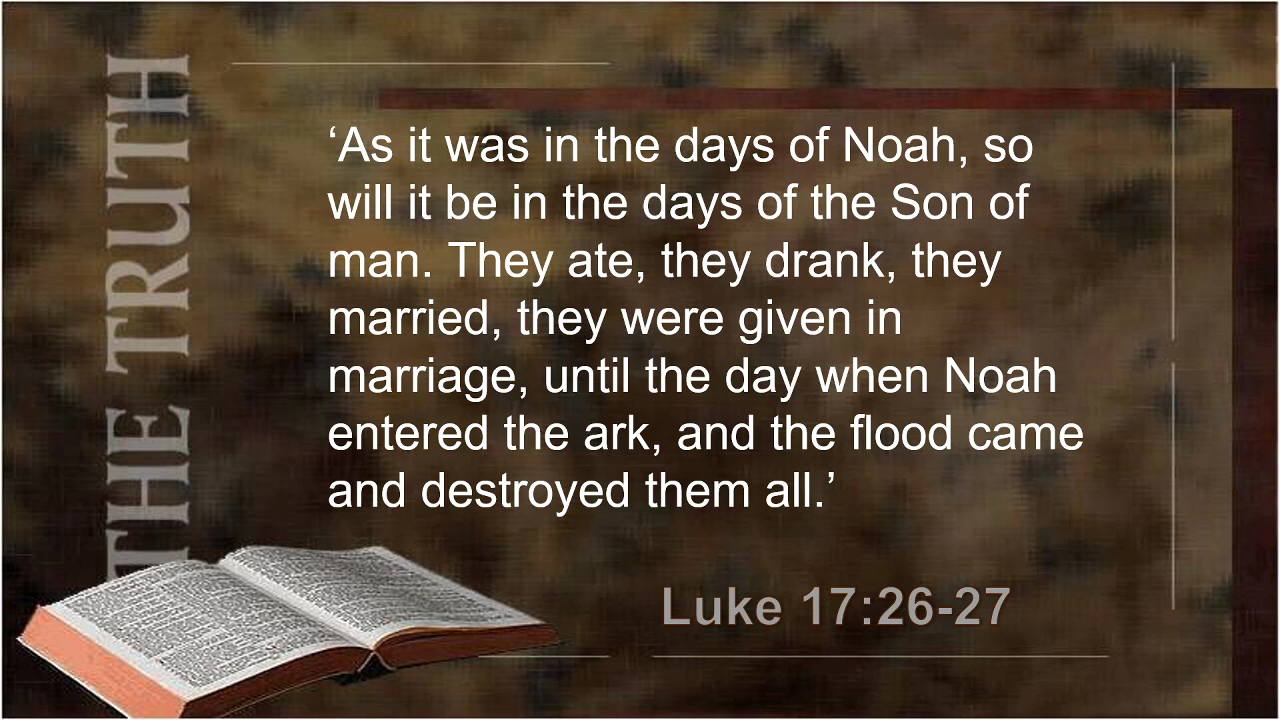 THE TRUTH
‘As it was in the days of Noah, so
will it be in the days of the Son of
man. They ate, they drank, they
married, they were given in
marriage, until the day when Noah
entered the ark, and the flood came
and destroyed them all.’
Luke 17:26-27